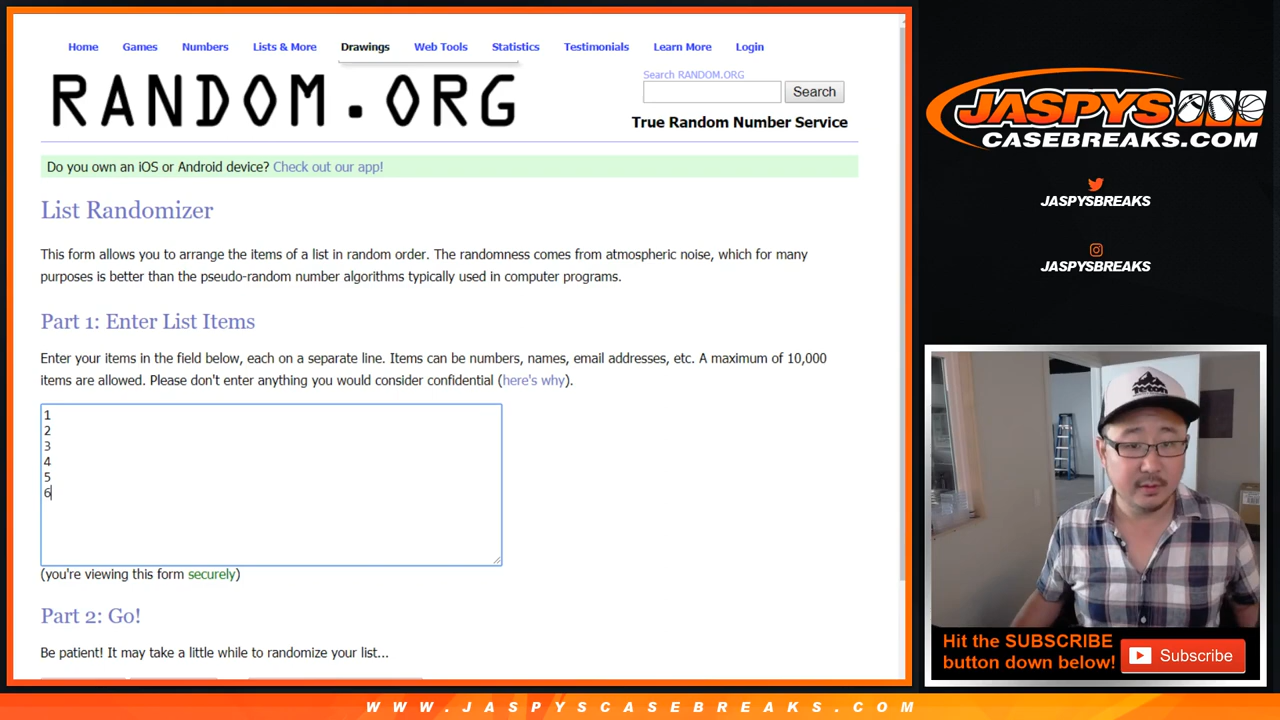 Home Games Numbers Lists & More Drawings Web Tools Statistics Testimonials Learn More Login
RANDOM.ORG
Search RANDOM.ORG
Search
True Random Number Service
Do you own an iOS or Android device? Check out our app!
List Randomizer
This form allows you to arrange the items of a list in random order. The randomness comes from atmospheric noise, which for many
purposes is better than the pseudo-random number algorithms typically used in computer programs.
Part 1: Enter List Items
Enter your items in the field below, each on a separate line. Items can be numbers, names, email addresses, etc. A maximum of 10,000
items are allowed. Please don't enter anything you would consider confidential (here's why).
1
2
3
4
5
6
(you're viewing this form securely)
Part 2: Go!
Be patient! It may take a little while to randomize your list...
JASPYS
CASEBREAKS.COM
JASPYSBREAKS
JASPYSBREAKS
Teton
Hit the SUBSCRIBE
button down below!
Subscribe
WWW.JASPYSCASEBREAKS.COM